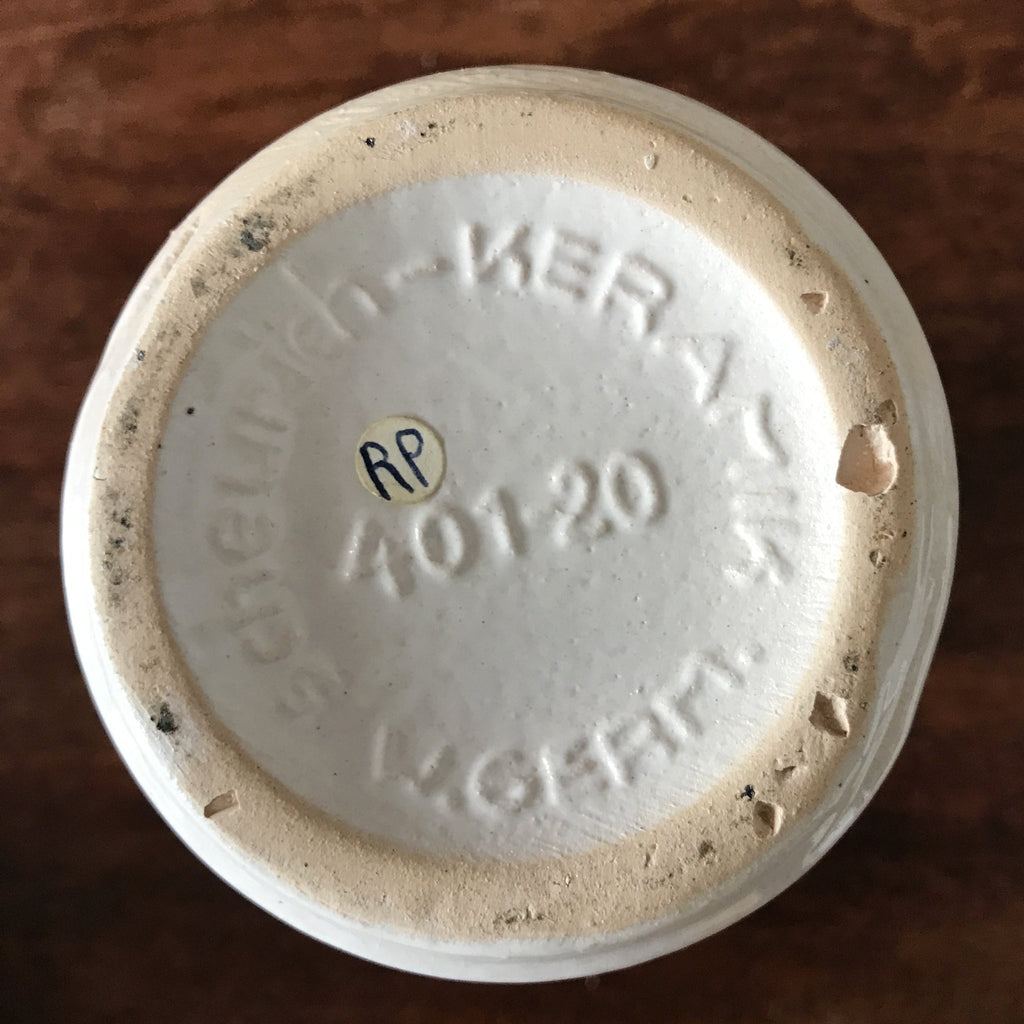 scheurich-KERAMIK
W.GERM.
401-20
RP